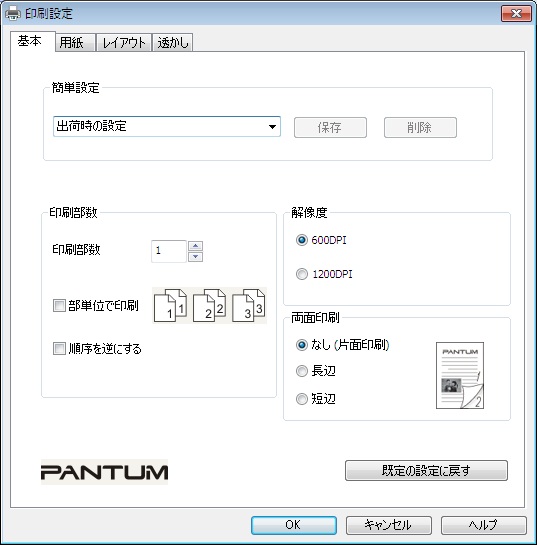 印刷設定
基本 用紙 レイアウト 透かし
簡単設定
出荷時の設定 保存 削除
印刷部数
印刷部数 1
部単位で印刷 1 1 2 2 3 3
順序を逆にする
解像度
600DPI
1200DPI
両面印刷
なし (片面印刷)
長辺
短辺
PANTUM
1
2
PANTUM 既定の設定に戻す
OK キャンセル ヘルプ